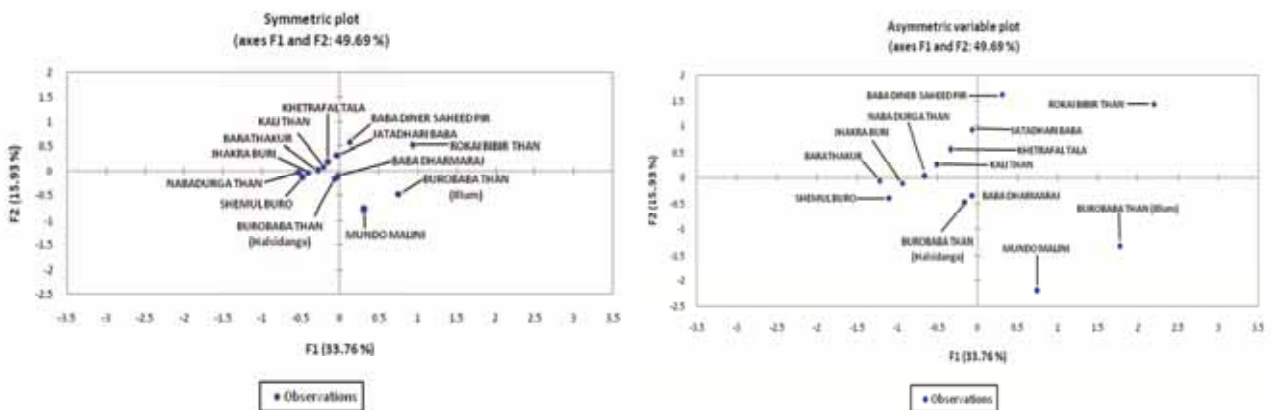 Symmetric plot
(axes F1 and F2: 49.69 %)
2
1.5
1
0.5
0
-0.5
-1
-1.5
-2
-2.5
F2 (15.93 %)
KHETRAFALTALA
KALI THAN
BARATHAKUR
JHAKRA BURI
NABADURGA THAN
SHEMULBURO
BUROBABA THAN
(Halsidanga)
BABA DINER SAHEED PIR
JATADHARI BABA
ROKAI BIBIR THAN
BABA DHARMARAJ
BUROBABA THAN
(Illum)
MUNDO MALINI
-3.5 -3 -2.5 -2 -1.5 -1 -0.5 0 0.5 1 1.5 2 2.5 3 3.5
F1 (33.76 %)
Observations
Asymmetric variable plot
(axes F1 and F2: 49.69 %)
2
1.5
1
0.5
0
-0.5
-1
-1.5
-2
-2.5
F2 (15.93 %)
BABA DINER SAHEED PIR
ROKAI BIBIR THAN
NABA DURGA THAN
JATADHARI BABA
JHAKRA BURI
KHETRAFALTALA
BARATHAKUR
KALI THAN
SHEMULBURO
BABA DHARMARAJ
BUROBABA THAN (Illum)
BUROBABA THAN
(Halsidanga)
MUNDO MALINI
-3.5 -3 -2.5 -2 -1.5 -1 -0.5 0 0.5 1 1.5 2 2.5 3 3.5
F1 (33.76 %)
Observations